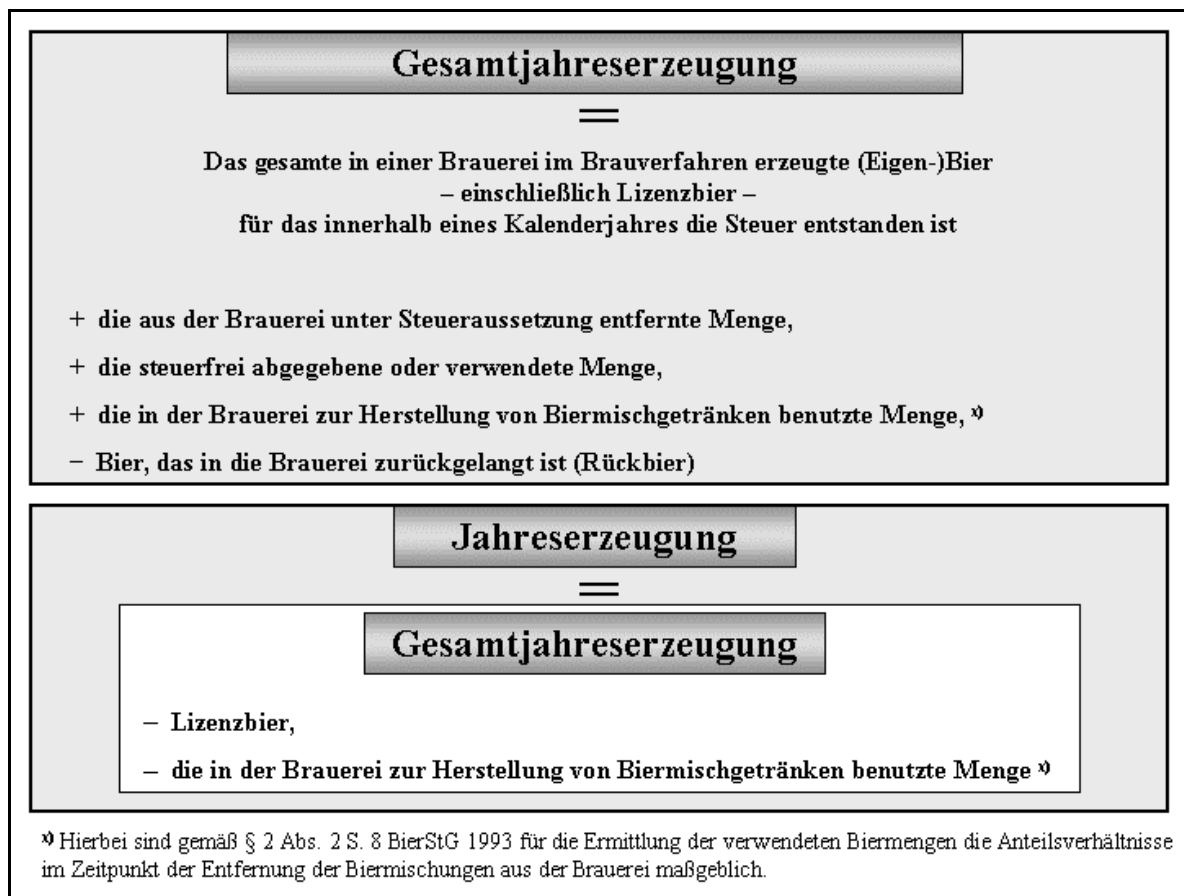 Gesamtjahreserzeugung
=
Das gesamte in einer Brauerei im Brauverfahren erzeugte (Eigen-)Bier
– einschließlich Lizenzbier –
für das innerhalb eines Kalenderjahres die Steuer entstanden ist
+ die aus der Brauerei unter Steueraussetzung entfernte Menge,
+ die steuerfrei abgegebene oder verwendete Menge,
+ die in der Brauerei zur Herstellung von Biermischgetränken benutzte Menge, x)
– Bier, das in die Brauerei zurückgelangt ist (Rückbier)
Jahreserzeugung
=
Gesamtjahreserzeugung
– Lizenzbier,
– die in der Brauerei zur Herstellung von Biermischgetränken benutzte Menge x)
x) Hierbei sind gemäß § 2 Abs. 2 S. 8 BierStG 1993 für die Ermittlung der verwendeten Biermengen die Anteilsverhältnisse
im Zeitpunkt der Entfernung der Biermischungen aus der Brauerei maßgeblich.